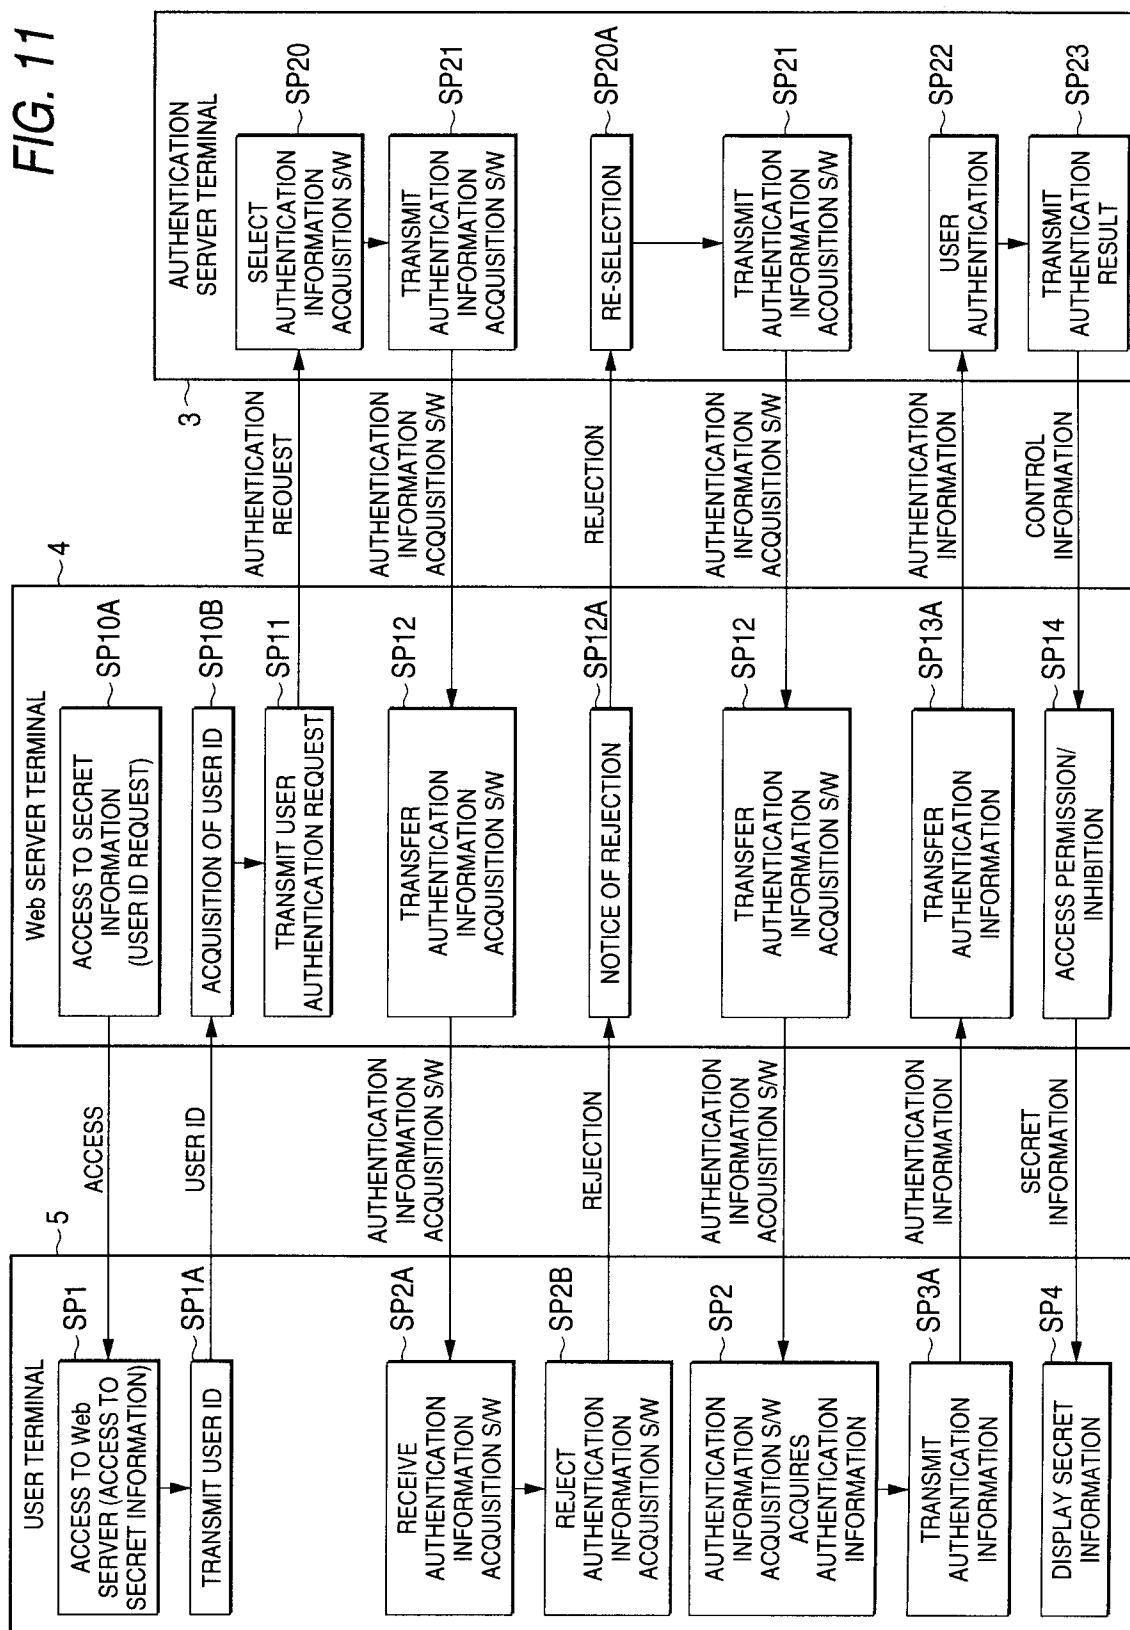 FIG. 11
USER TERMINAL
5
ACCESS TO Web
SERVER (ACCESS TO
SECRET INFORMATION)
SP1
TRANSMIT USER ID
SP1A
RECEIVE
AUTHENTICATION
INFORMATION
ACQUISITION S/W
SP2A
REJECT
AUTHENTICATION
INFORMATION
ACQUISITION S/W
SP2B
AUTHENTICATION
INFORMATION
ACQUISITION S/W
ACQUIRES
AUTHENTICATION
INFORMATION
SP2
TRANSMIT
AUTHENTICATION
INFORMATION
SP3A
DISPLAY SECRET
INFORMATION
SP4
ACCESS
USER ID
AUTHENTICATION
INFORMATION
ACQUISITION S/W
REJECTION
AUTHENTICATION
INFORMATION
ACOUISITION S/W
AUTHENTICATION
INFORMATION
SECRET
INFORMATION
Web SERVER TERMINAL
4
ACCESS TO SECRET
INFORMATION
(USER ID REQUEST)
SP10A
ACQUISITION OF USER ID
SP10B
TRANSMIT USER
AUTHENTICATION REQUEST
SP11
TRANSFER
AUTHENTICATION
INFORMATION
ACQUISITION S/W
SP12
NOTICE OF REJECTION
SP12A
TRANSFER
AUTHENTICATION
INFORMATION
ACQUISITION S/W
SP12
TRANSFER
AUTHENTICATION
INFORMATION
SP13A
ACCESS PERMISSION/
INHIBITION
SP14
AUTHENTICATION
REQUEST
AUTHENTICATION
INFORMATION
ACQUISITION S/W
REJECTION
AUTHENTICATION
INFORMATION
ACQUISITION S/W
AUTHENTICATION
INFORMATION
CONTROL
INFORMATION
AUTHENTICATION
SERVER TERMINAL
3
SELECT
AUTHENTICATION
INFORMATION
ACQUISITION S/W
SP20
TRANSMIT
AUTHENTICATION
INFORMATION
ACQUISITION S/W
SP21
RE-SELECTION
SP20A
TRANSMIT
AUTHENTICATION
INFORMATION
ACOUISITION S/W
SP21
USER
AUTHENTICATION
SP22
TRANSMIT
AUTHENTICATION
RESULT
SP23